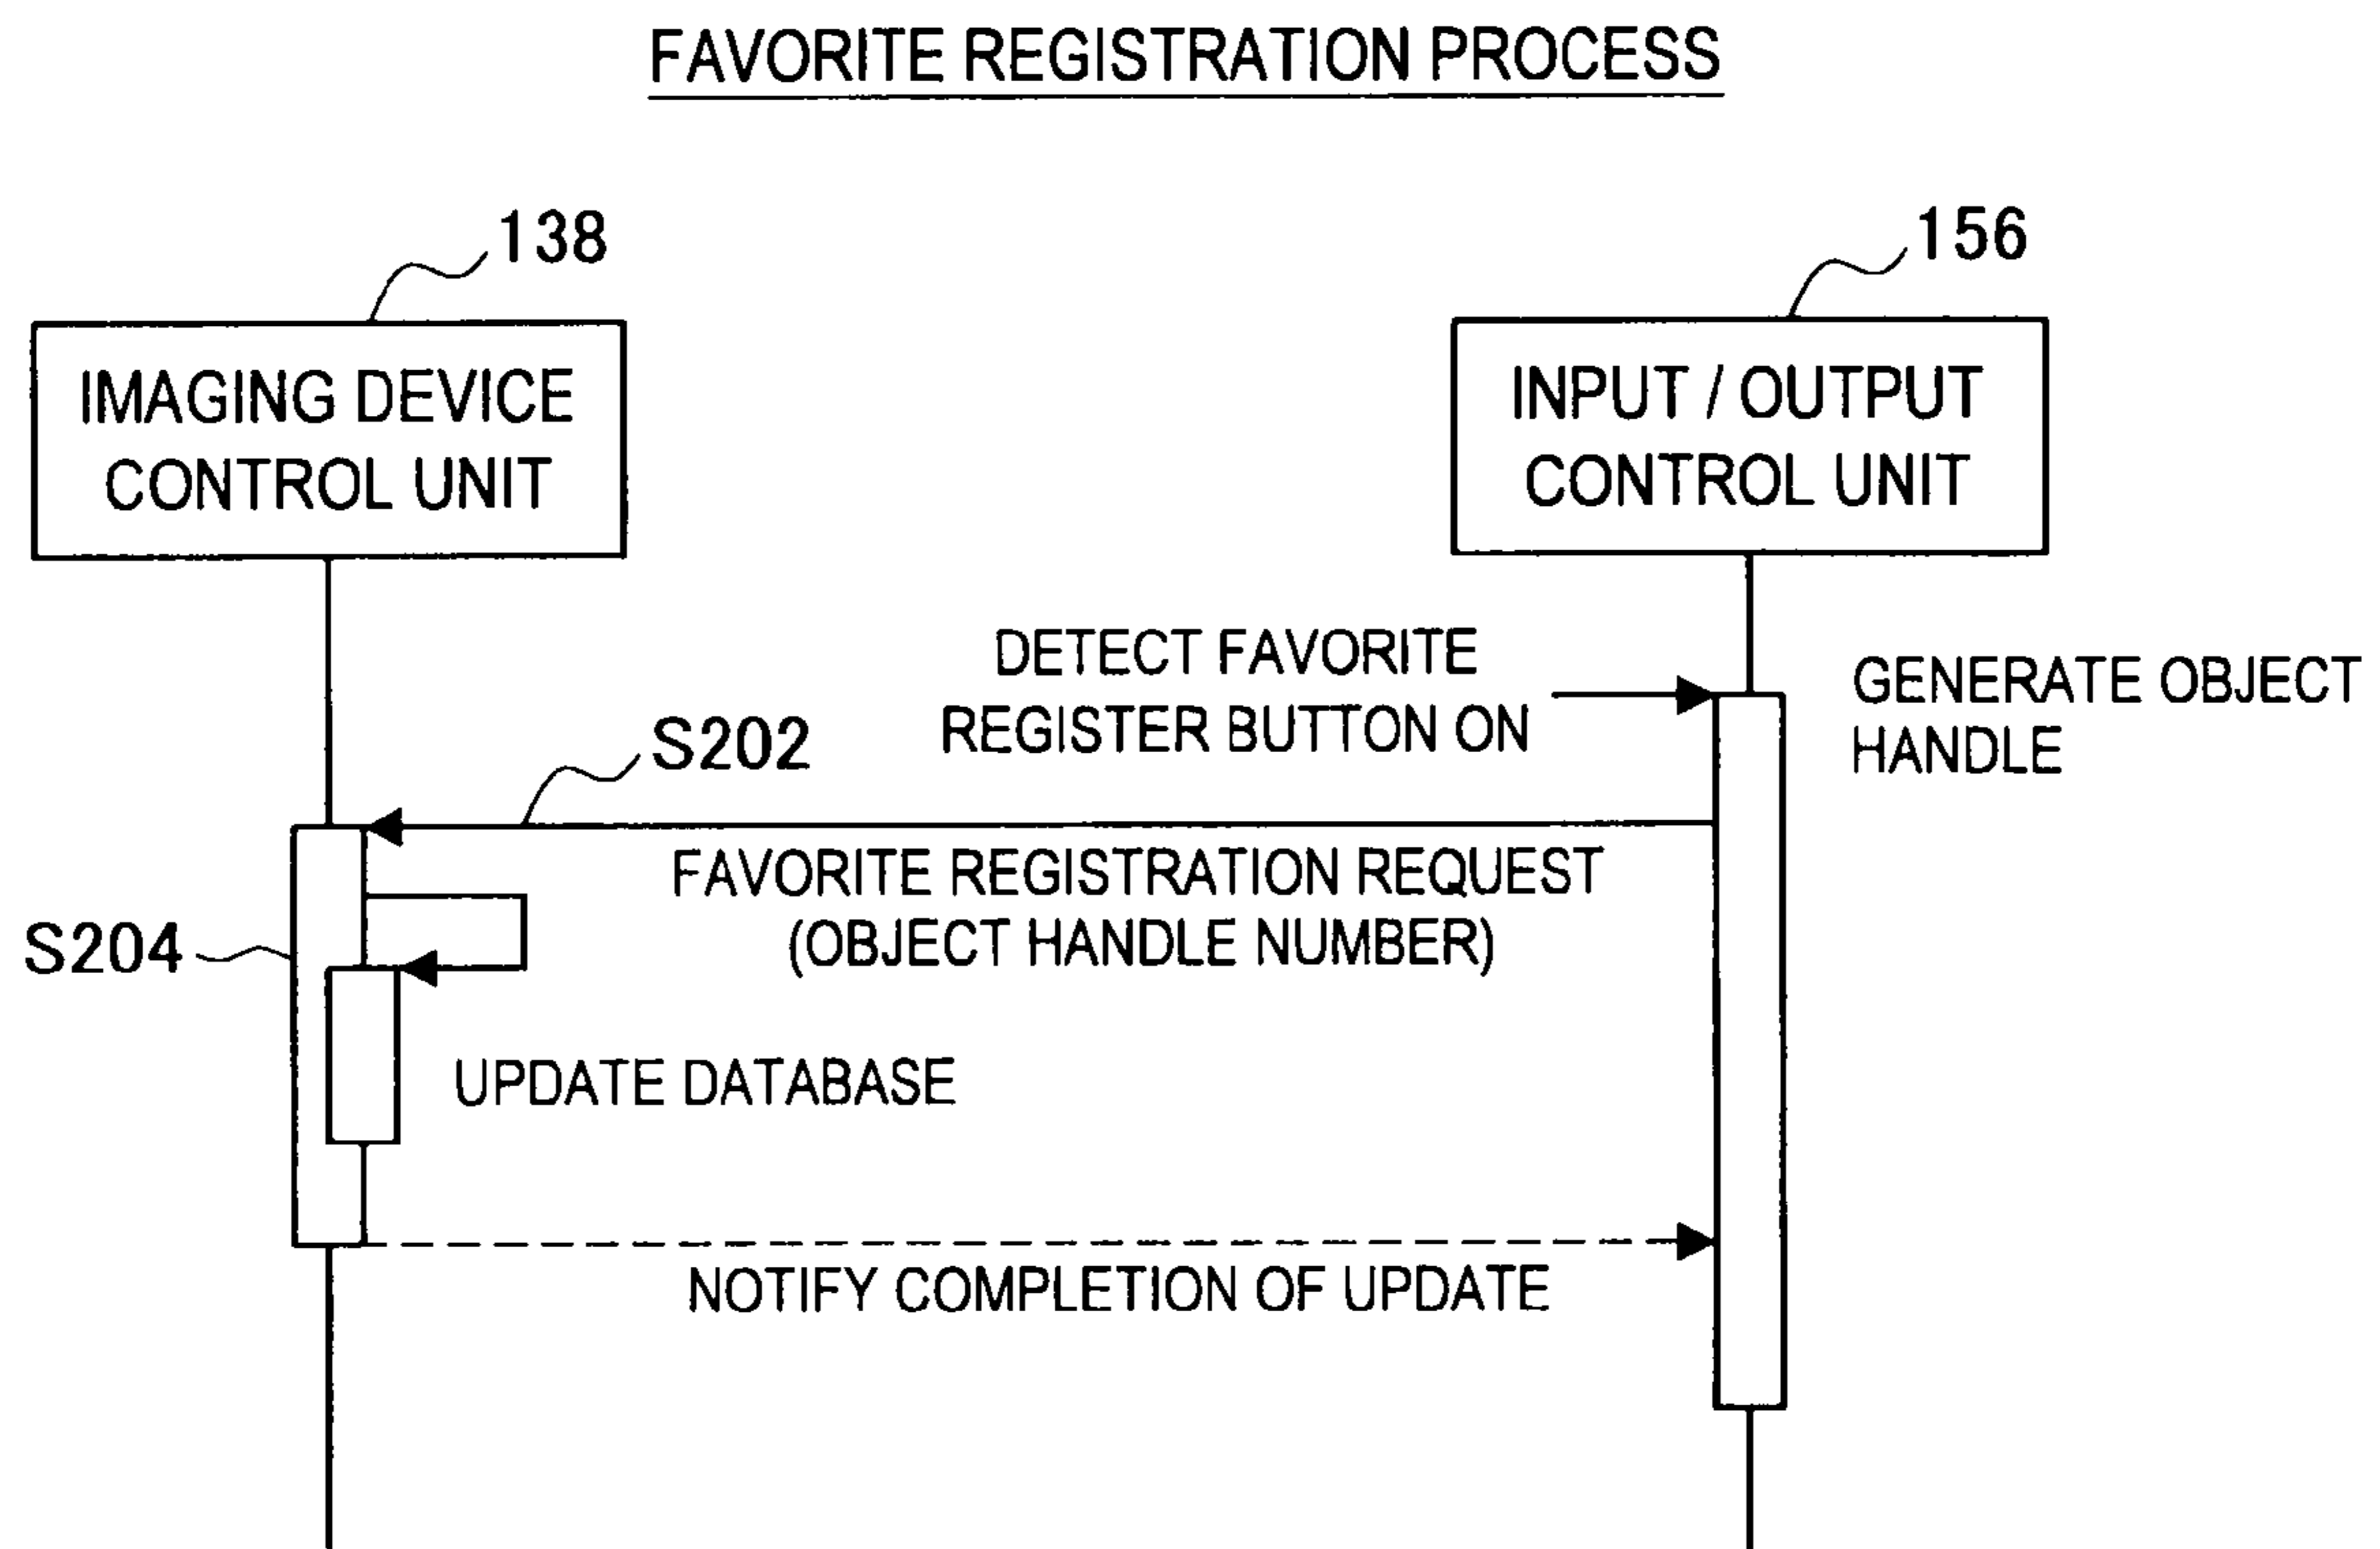 FAVORITE REGISTRATION PROCESS
138
156
IMAGING DEVICE
CONTROL UNIT
INPUT / OUTPUT
CONTROL UNIT
DETECT FAVORITE
REGISTER BUTTON ON
GENERATE OBJECT
HANDLE
S202
FAVORITE REGISTRATION REQUEST
(OBJECT HANDLE NUMBER)
S204
UPDATE DATABASE
NOTIFY COMPLETION OF UPDATE